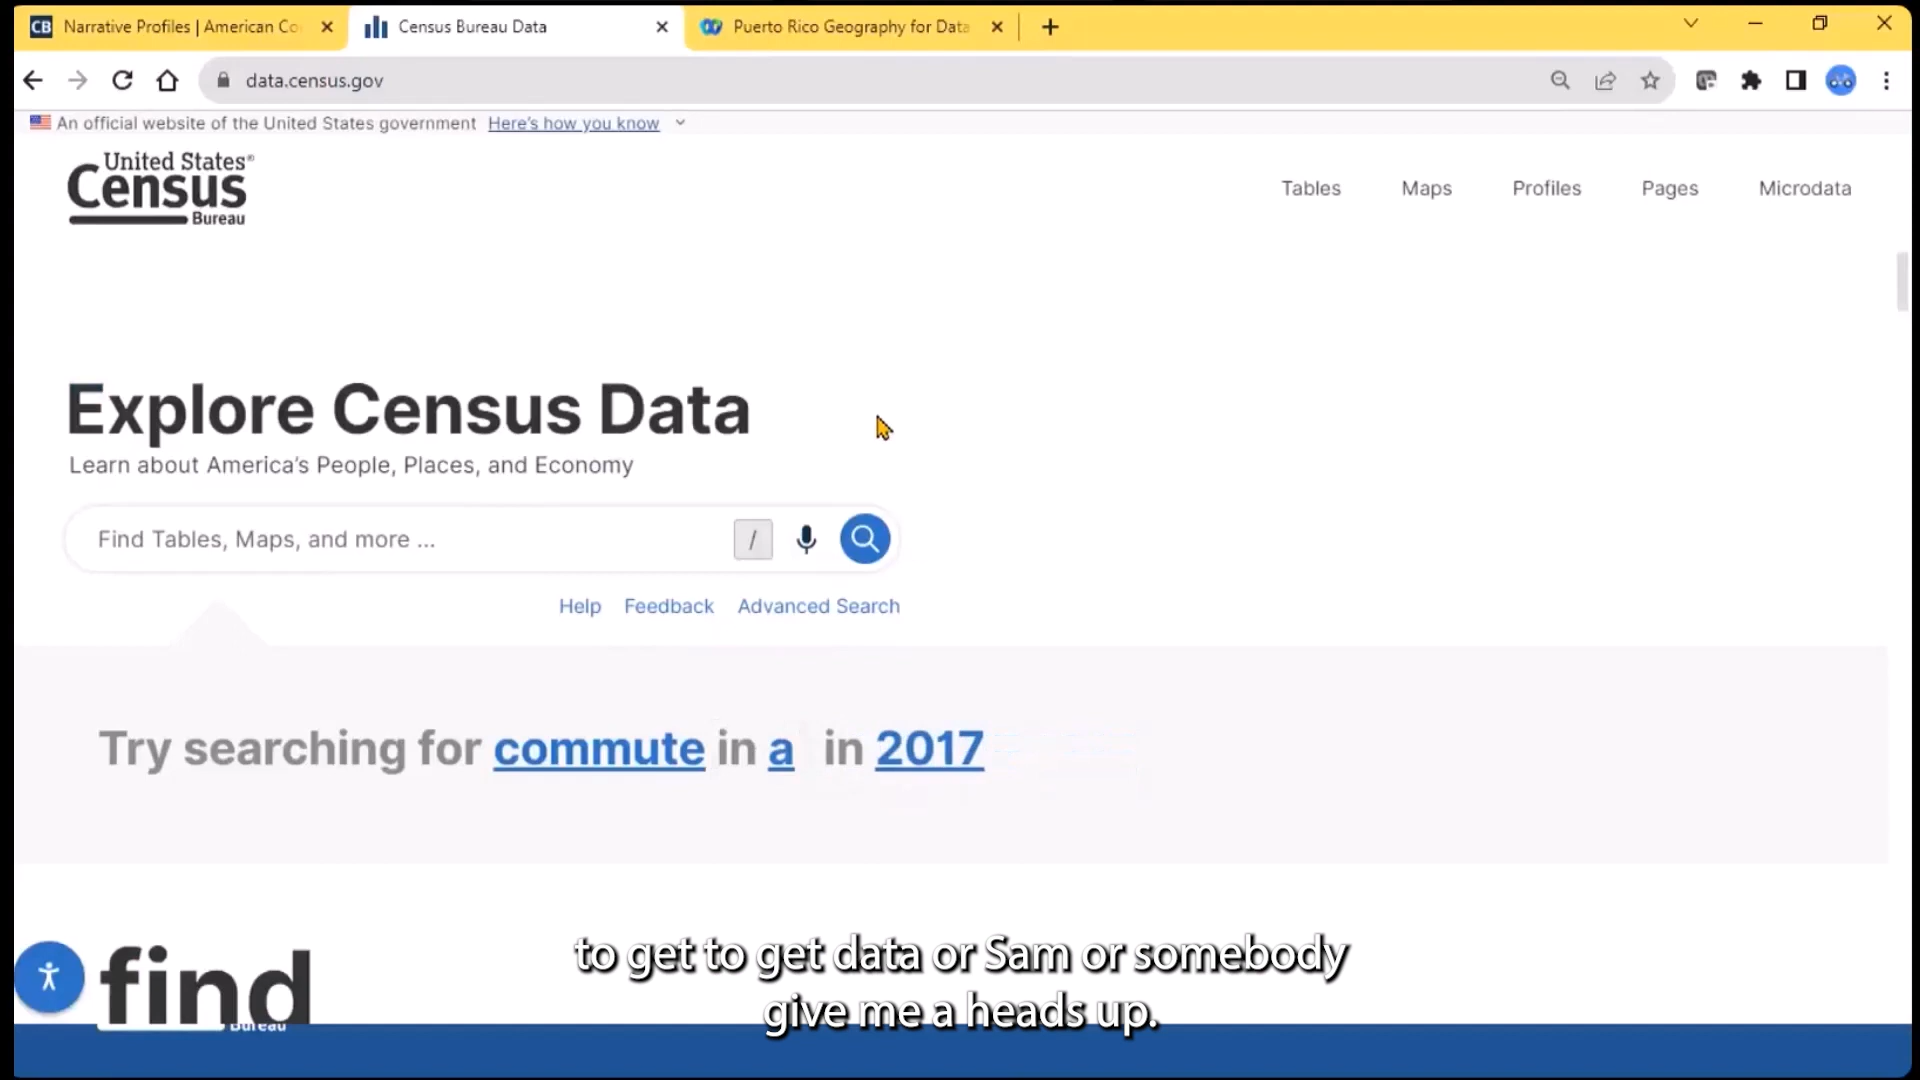 CB Narrative Profiles | American Co
Census Bureau Data
Puerto Rico Geography for Data
data.census.gov
An official website of the United States government Here's how you know
United States®
Census
Bureau
Tables Maps Profiles Pages Microdata
Explore Census Data
Learn about America's People, Places, and Economy
Find Tables, Maps, and more ... /
Help Feedback Advanced Search
Try searching for commute in a in 2017
find
Bureau
to get to get data or Sam or somebody
give me a heads up.